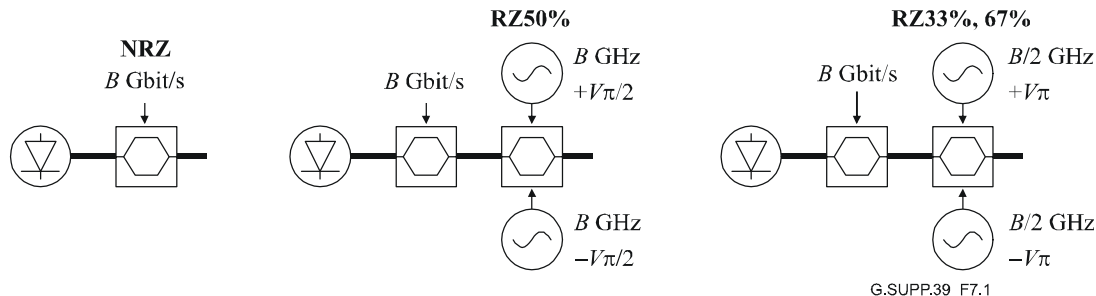 NRZ
B Gbit/s
RZ50%
B Gbit/s
B GHz
+Vπ/2
B GHz
–Vπ/2
RZ33%, 67%
B Gbit/s
B/2 GHz
+Vπ
B/2 GHz
–Vπ
G.SUPP.39 F7.1